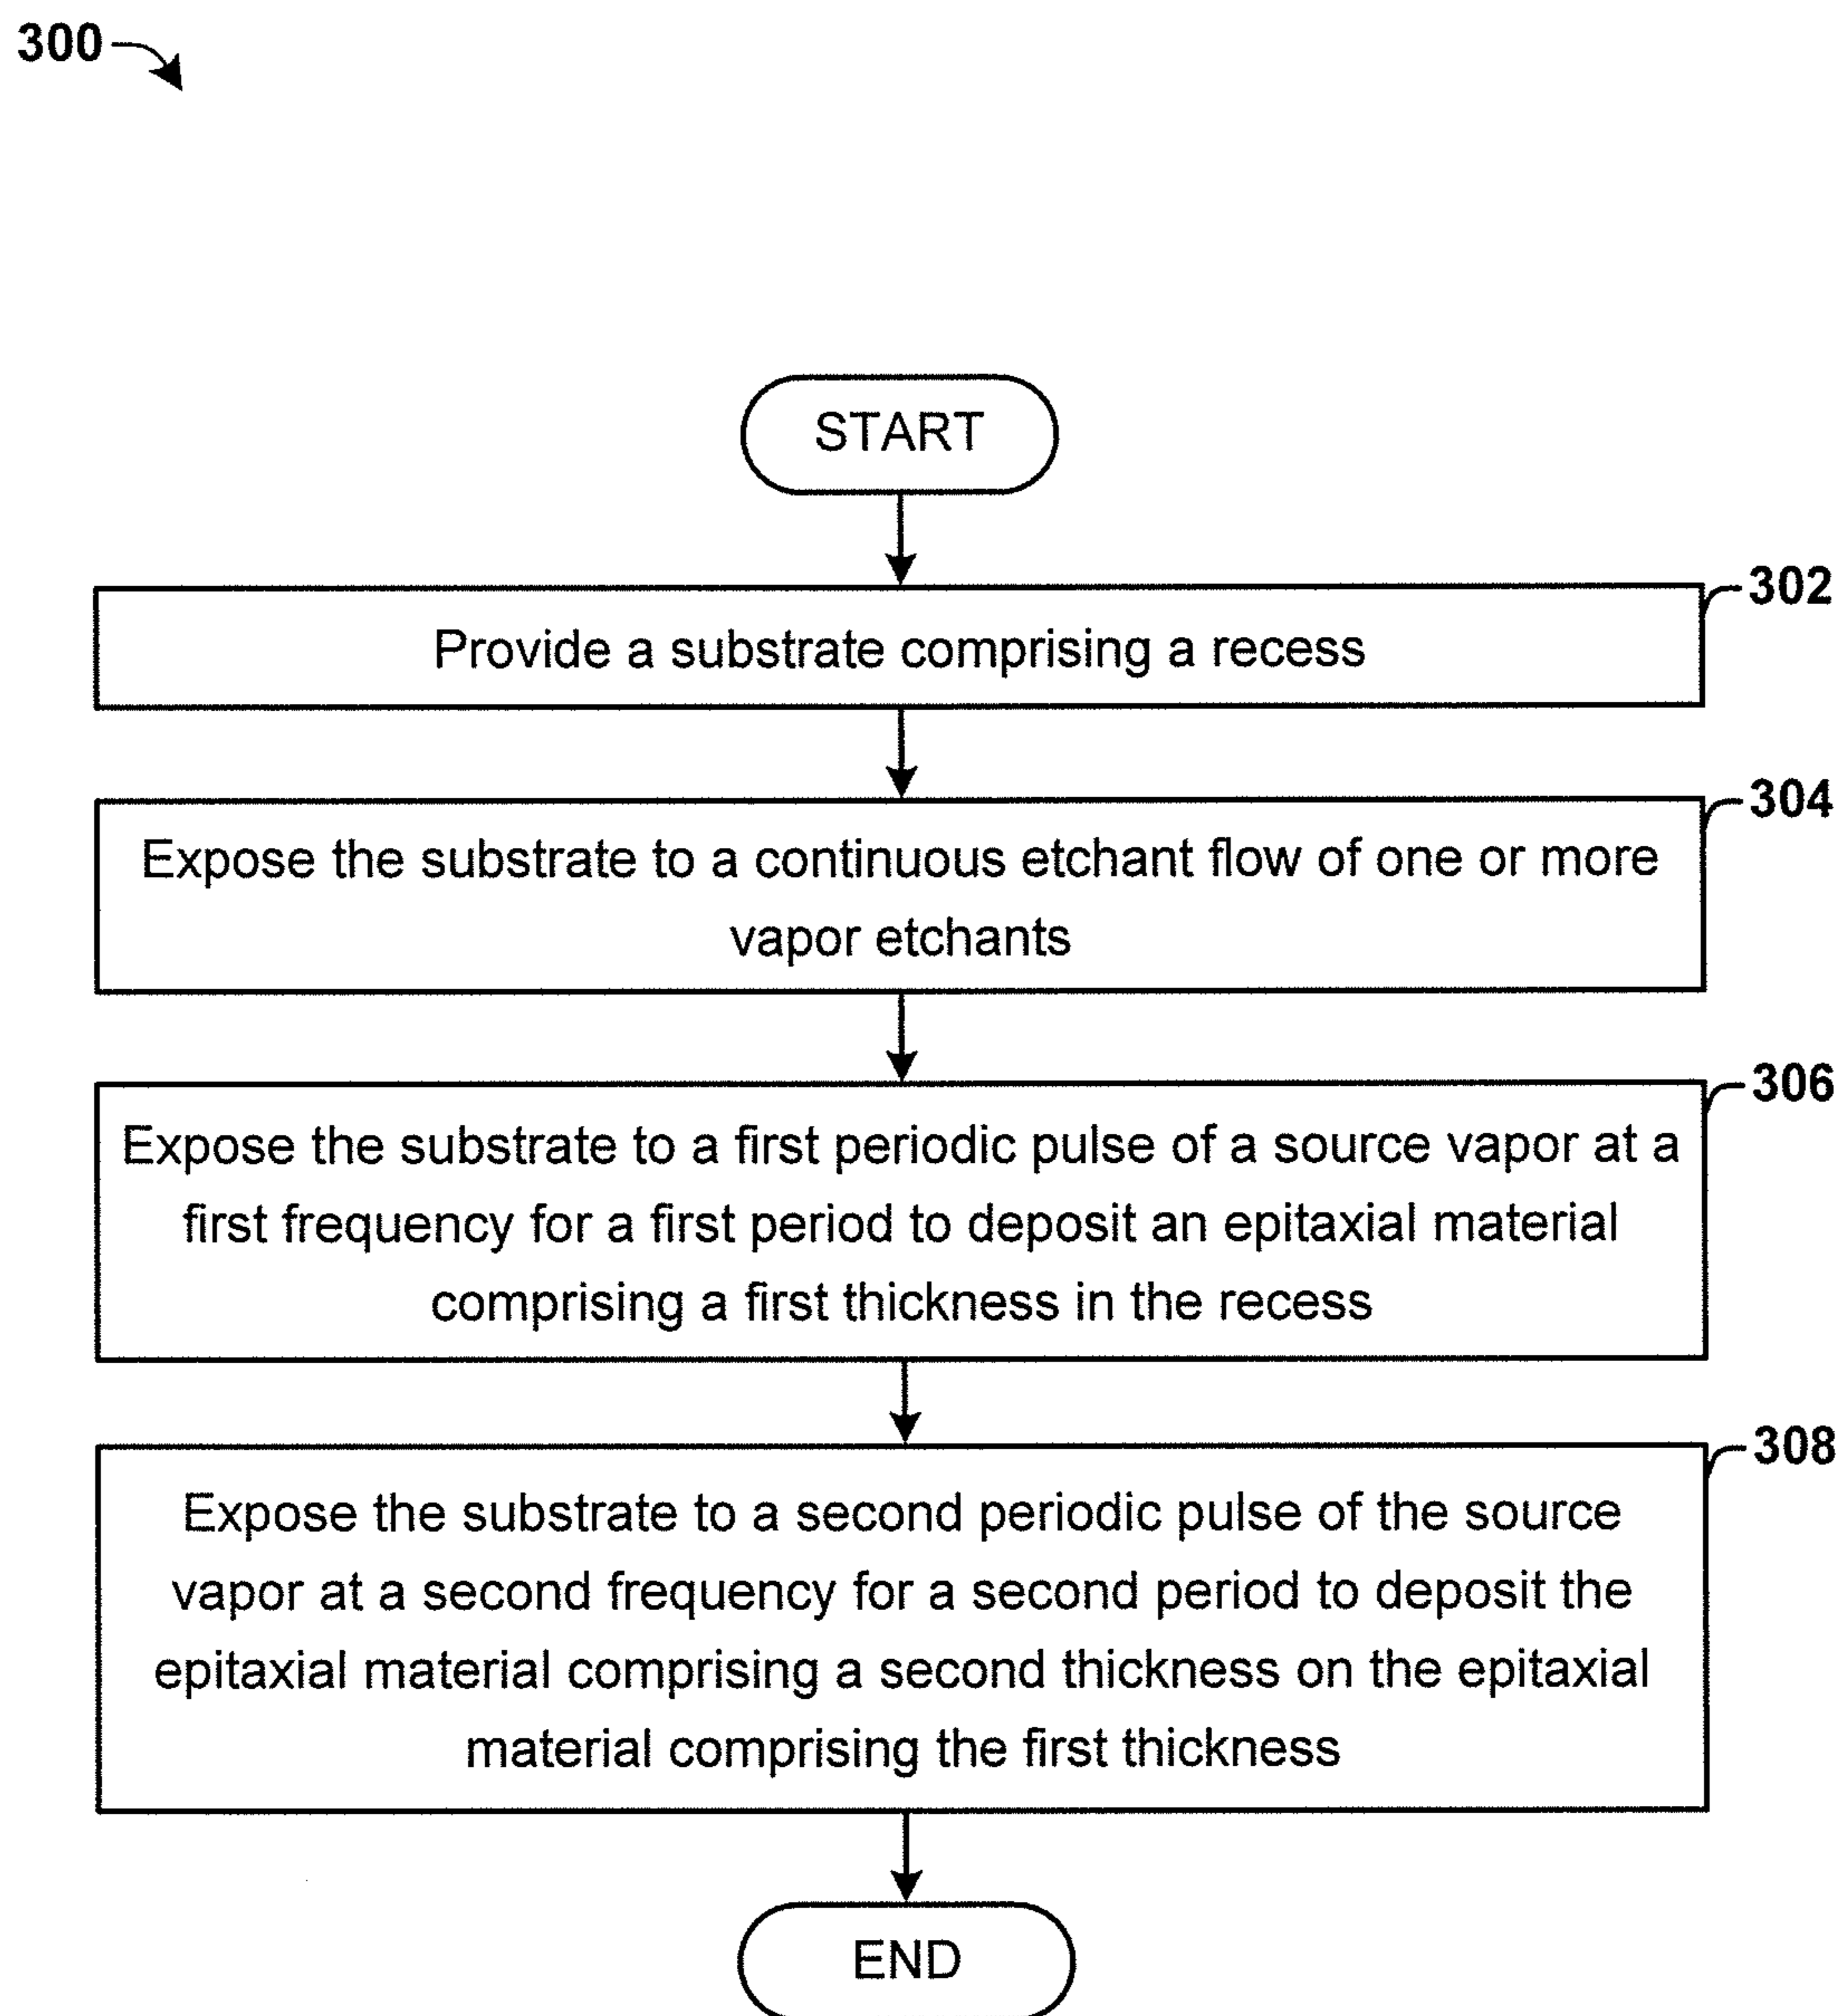 300
START
302
Provide a substrate comprising a recess
304
Expose the substrate to a continuous etchant flow of one or more
vapor etchants
306
Expose the substrate to a first periodic pulse of a source vapor at a
first frequency for a first period to deposit an epitaxial material
comprising a first thickness in the recess
308
Expose the substrate to a second periodic pulse of the source
vapor at a second frequency for a second period to deposit the
epitaxial material comprising a second thickness on the epitaxial
material comprising the first thickness
END